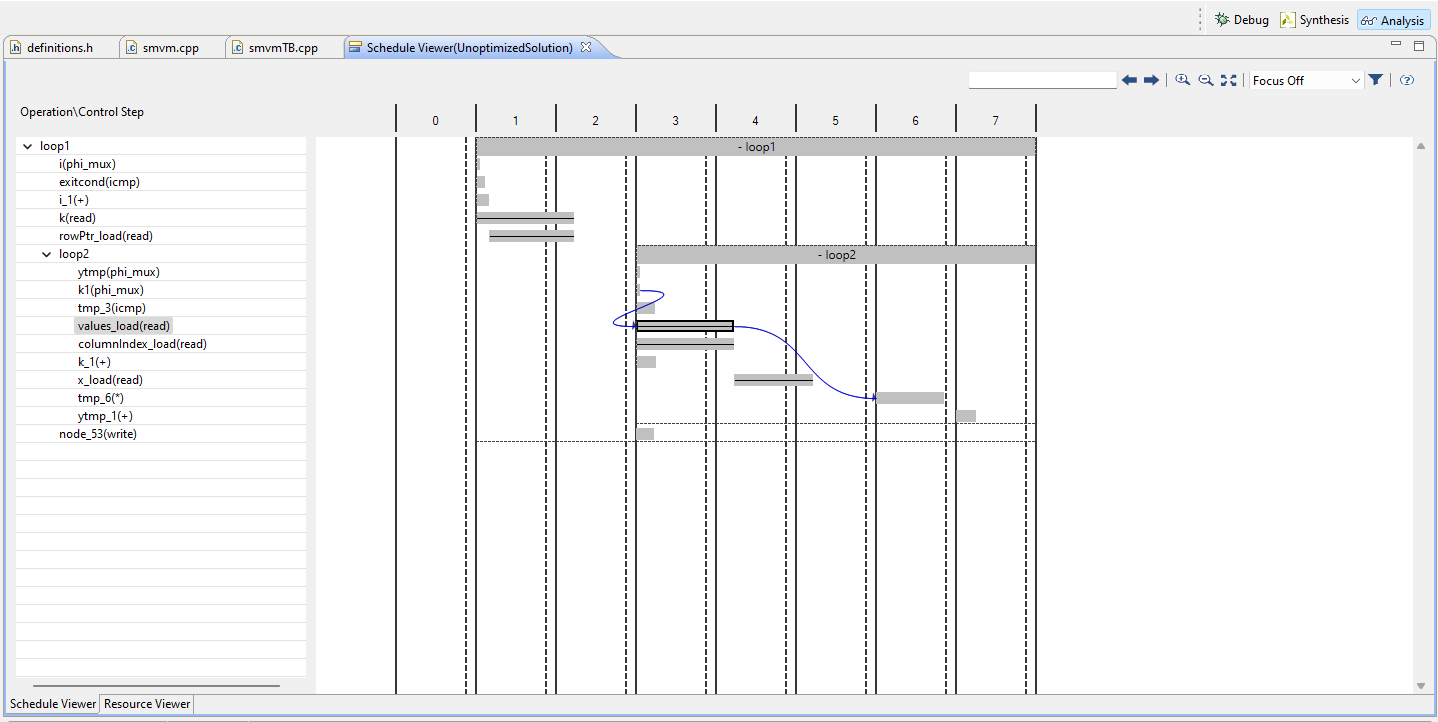 Debug Synthesis Analysis
definitions.h smvm.cpp smvmTB.cpp Schedule Viewer(UnoptimizedSolution)
Focus Off
Operation\Control Step 0 1 2 3 4 5 6 7
loop1 - loop1
i(phi_mux)
exitcond(icmp)
i_1(+)
k(read)
rowPtr_load(read)
loop2 - loop2
ytmp(phi_mux)
k1(phi_mux)
tmp_3(icmp)
values_load(read)
columnIndex_load(read)
k_1(+)
x_load(read)
tmp_6(*)
ytmp_1(+)
node_53(write)
Schedule Viewer Resource Viewer